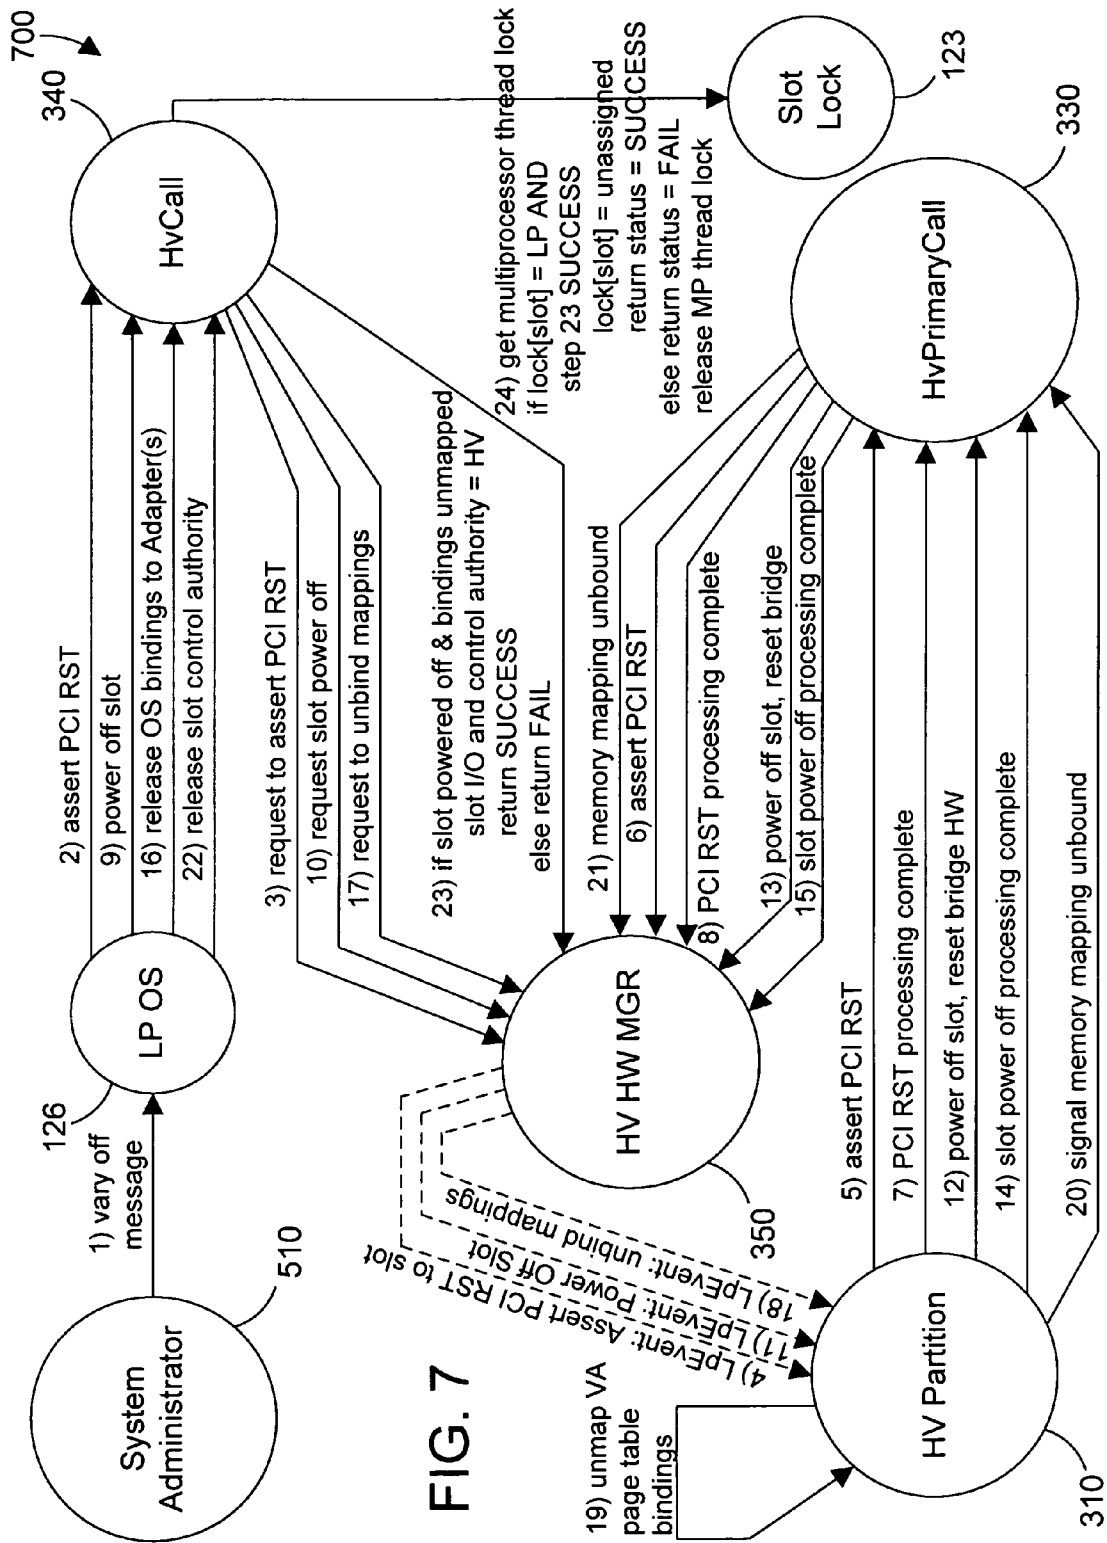 700
System
Administrator
510
1) vary off
message
LP OS
126
2) assert PCI RST
9) power off slot
16) release OS bindings to Adapter(s)
22) release slot control authority
HvCall
340
3) request to assert PCI RST
10) request slot power off
17) request to unbind mappings
23) if slot powered off & bindings unmapped
slot I/O and control authority = HV
return SUCCESS
else return FAIL
24) get multiprocessor thread lock
if lock[slot] = LP AND
step 23 SUCCESS
lock[slot] = unassigned
return status = SUCCESS
else return status = FAIL
release MP thread lock
Slot
Lock
123
HV HW MGR
350
21) memory mapping unbound
6) assert PCI RST
8) PCI RST processing complete
13) power off slot, reset bridge
15) slot power off processing complete
HvPrimaryCall
330
4) LpEvent: Assert PCI RST to slot
11) LpEvent: Power Off Slot
18) LpEvent: unbind mappings
5) assert PCI RST
7) PCI RST processing complete
12) power off slot, reset bridge HW
14) slot power off processing complete
20) signal memory mapping unbound
19) unmap VA
page table
bindings
HV Partition
310
FIG. 7